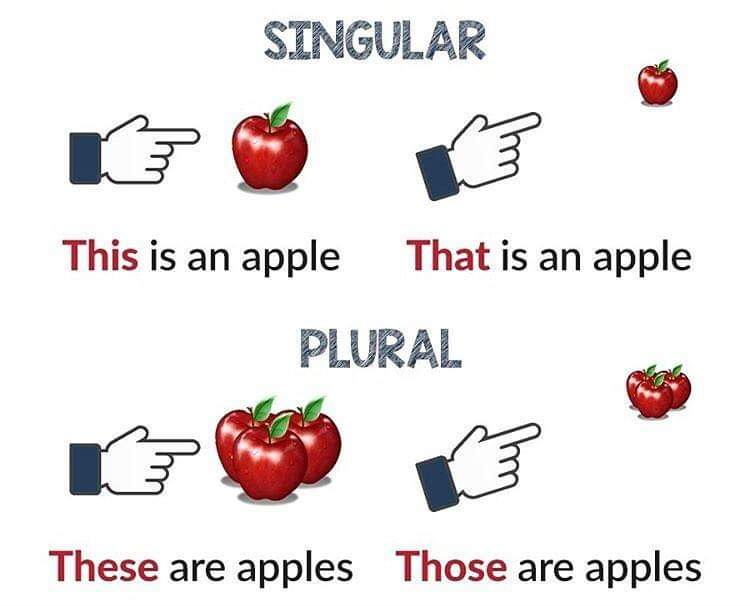 SINGULAR
This is an apple
That is an apple
PLURAL
These are apples
Those are apples